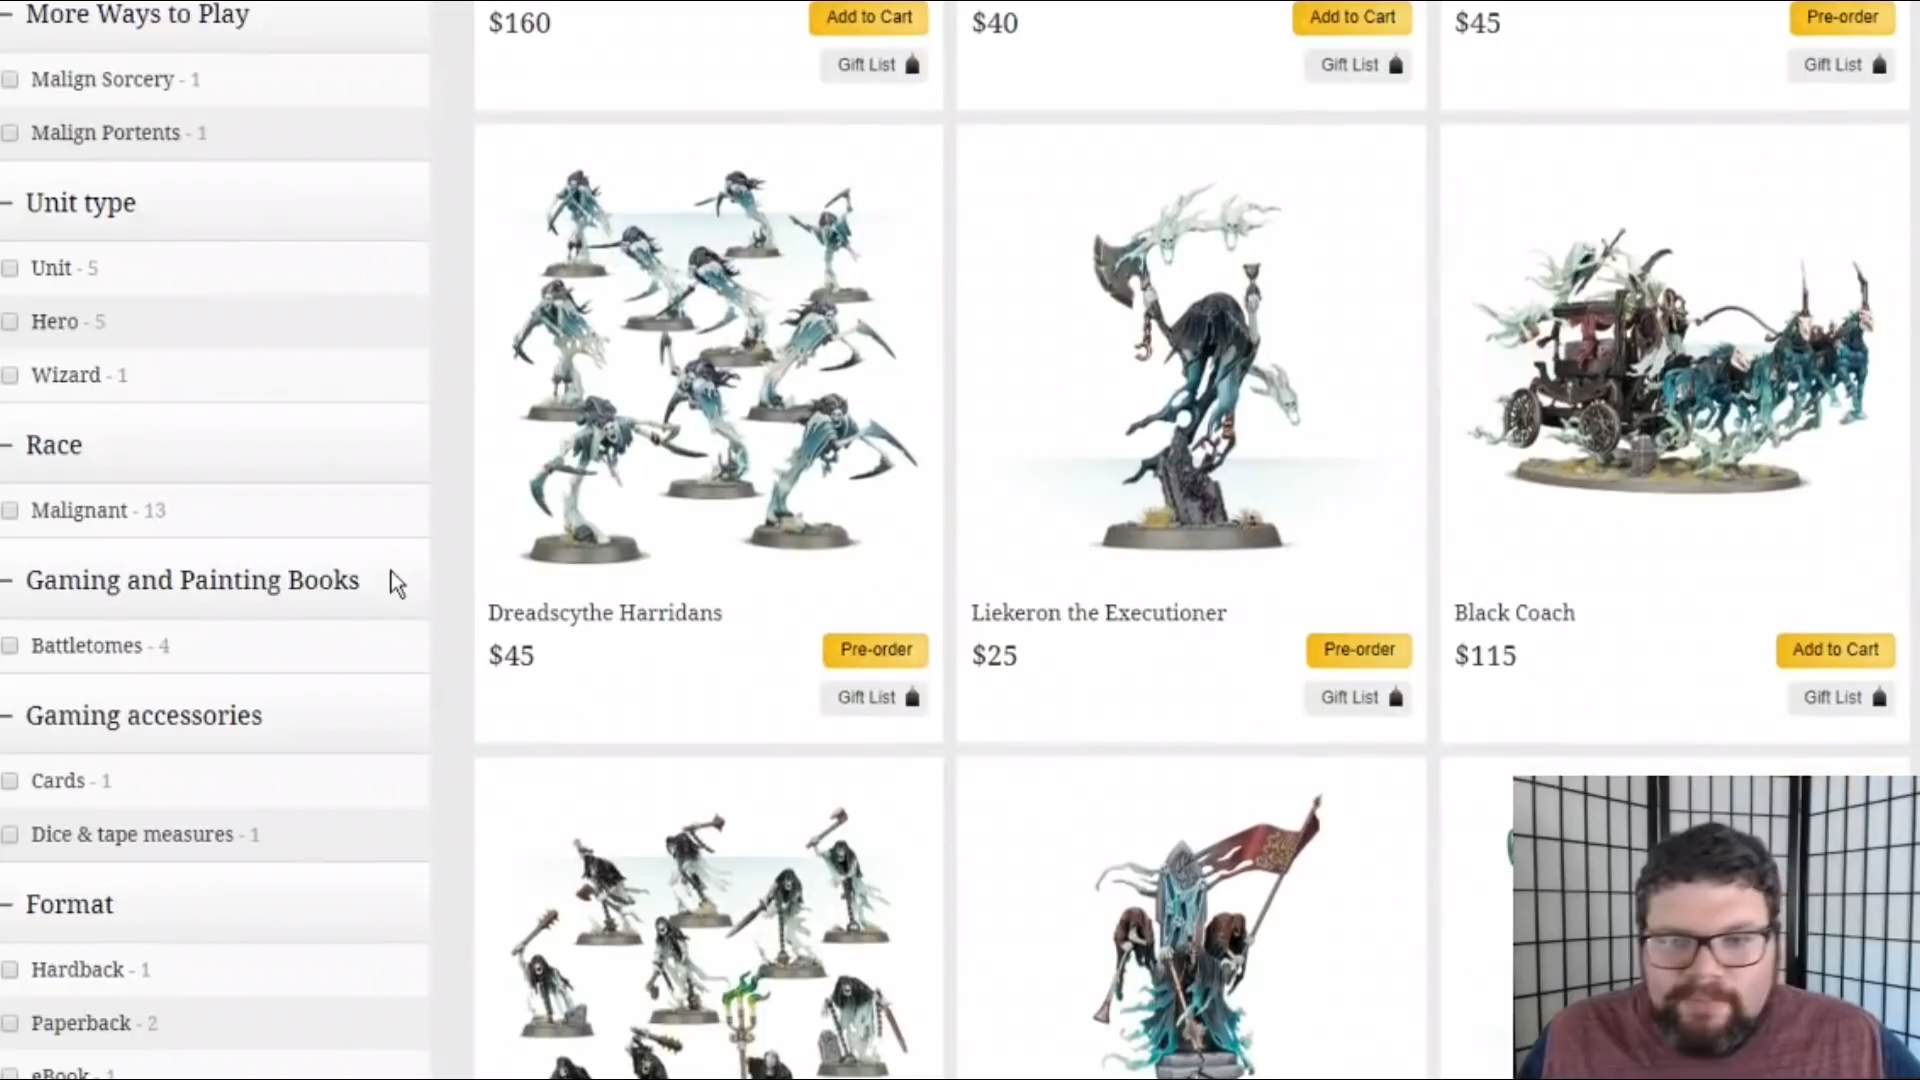 More Ways to Play
Malign Sorcery - 1
Malign Portents - 1
Unit type
Unit - 5
Hero - 5
Wizard - 1
Race
Malignant - 13
Gaming and Painting Books
Battletomes - 4
Gaming accessories
Cards - 1
Dice & tape measures - 1
Format
Hardback - 1
Paperback - 2
eBook - 1
$160
Add to Cart
Gift List
$40
Add to Cart
Gift List
$45
Pre-order
Gift List
Dreadscythe Harridans
$45
Pre-order
Gift List
Liekeron the Executioner
$25
Pre-order
Gift List
Black Coach
$115
Add to Cart
Gift List